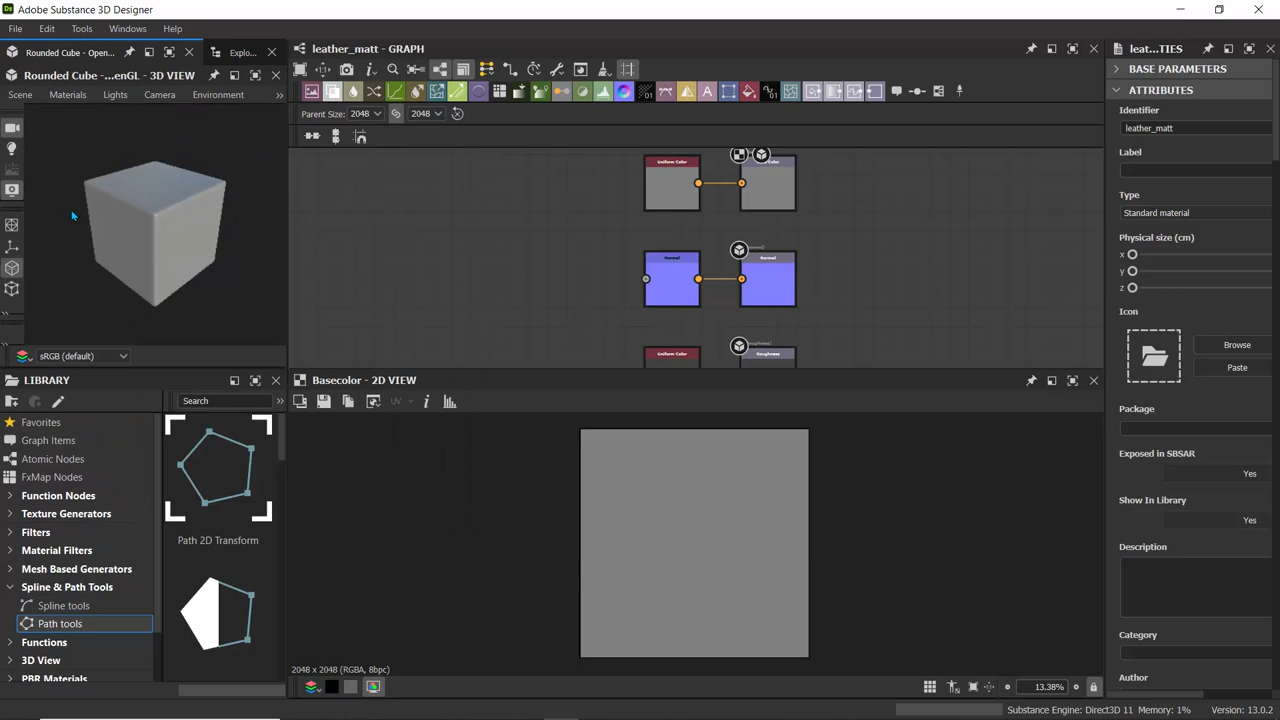 Ds Adobe Substance 3D Designer
File Edit Tools Windows Help
Rounded Cube - Open...
Explo...
Rounded Cube -...enGL - 3D VIEW
Scene Materials Lights Camera Environment »
sRGB (default)
leather_matt - GRAPH
Parent Size: 2048 2048
Uniform Color
Color
Normal
Normal
Uniform Color
Roughness
LIBRARY
Search »
Favorites
Graph Items
Atomic Nodes
FxMap Nodes
Function Nodes
Texture Generators
Filters
Material Filters
Mesh Based Generators
Spline & Path Tools
Spline tools
Path tools
Functions
3D View
PBR Materials
Path 2D Transform
Basecolor - 2D VIEW
UV
2048 x 2048 (RGBA, 8bpc)
13.38%
leat...TIES
BASE PARAMETERS
ATTRIBUTES
Identifier
leather_matt
Label
Type
Standard material
Physical size (cm)
x
y
z
Icon
Browse
Paste
Package
Exposed in SBSAR
Yes
Show In Library
Yes
Description
Category
Author
Substance Engine: Direct3D 11 Memory: 1% Version: 13.0.2